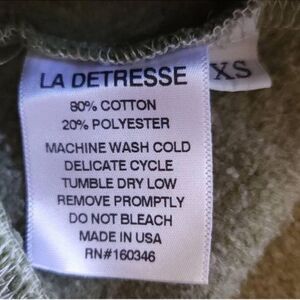 LA DETRESSE
XS
80% COTTON
20% POLYESTER
MACHINE WASH COLD
DELICATE CYCLE
TUMBLE DRY LOW
REMOVE PROMPTLY
DO NOT BLEACH
MADE IN USA
RN#160346